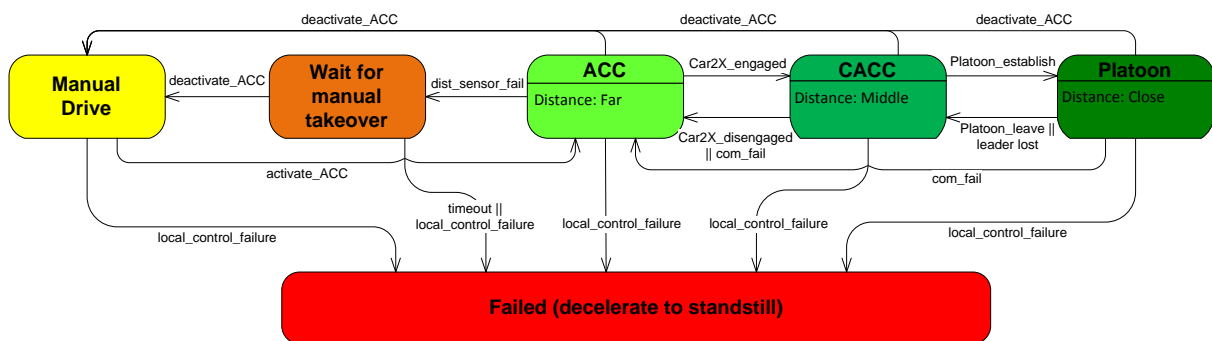 deactivate_ACC
deactivate_ACC
deactivate_ACC
Manual
Drive
deactivate_ACC
Wait for
manual
takeover
dist_sensor_fail
ACC
Distance: Far
Car2X_engaged
CACC
Distance: Middle
Platoon_establish
Platoon
Distance: Close
Car2X_disengaged
|| com_fail
Platoon_leave ||
leader lost
activate_ACC
com_fail
timeout ||
local_control_failure
local_control_failure
local_control_failure
local_control_failure
local_control_failure
Failed (decelerate to standstill)